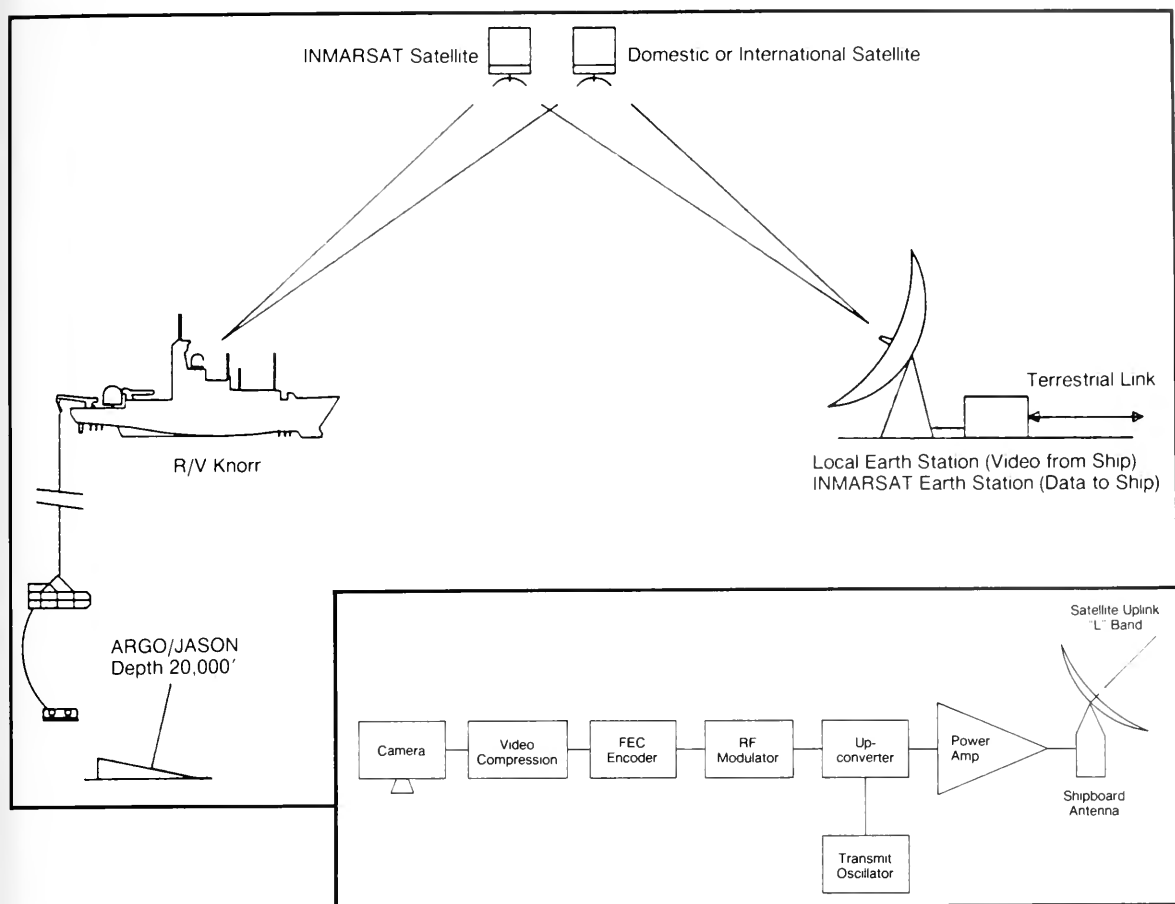 INMARSAT Satellite
Domestic or International Satellite
R/V Knorr
Terrestrial Link
Local Earth Station (Video from Ship)
INMARSAT Earth Station (Data to Ship)
ARGO/JASON
Depth 20,000'
Satellite Uplink
"L" Band
Camera
Video
Compression
FEC
Encoder
RF
Modulator
Up-
converter
Power
Amp
Shipboard
Antenna
Transmit
Oscillator